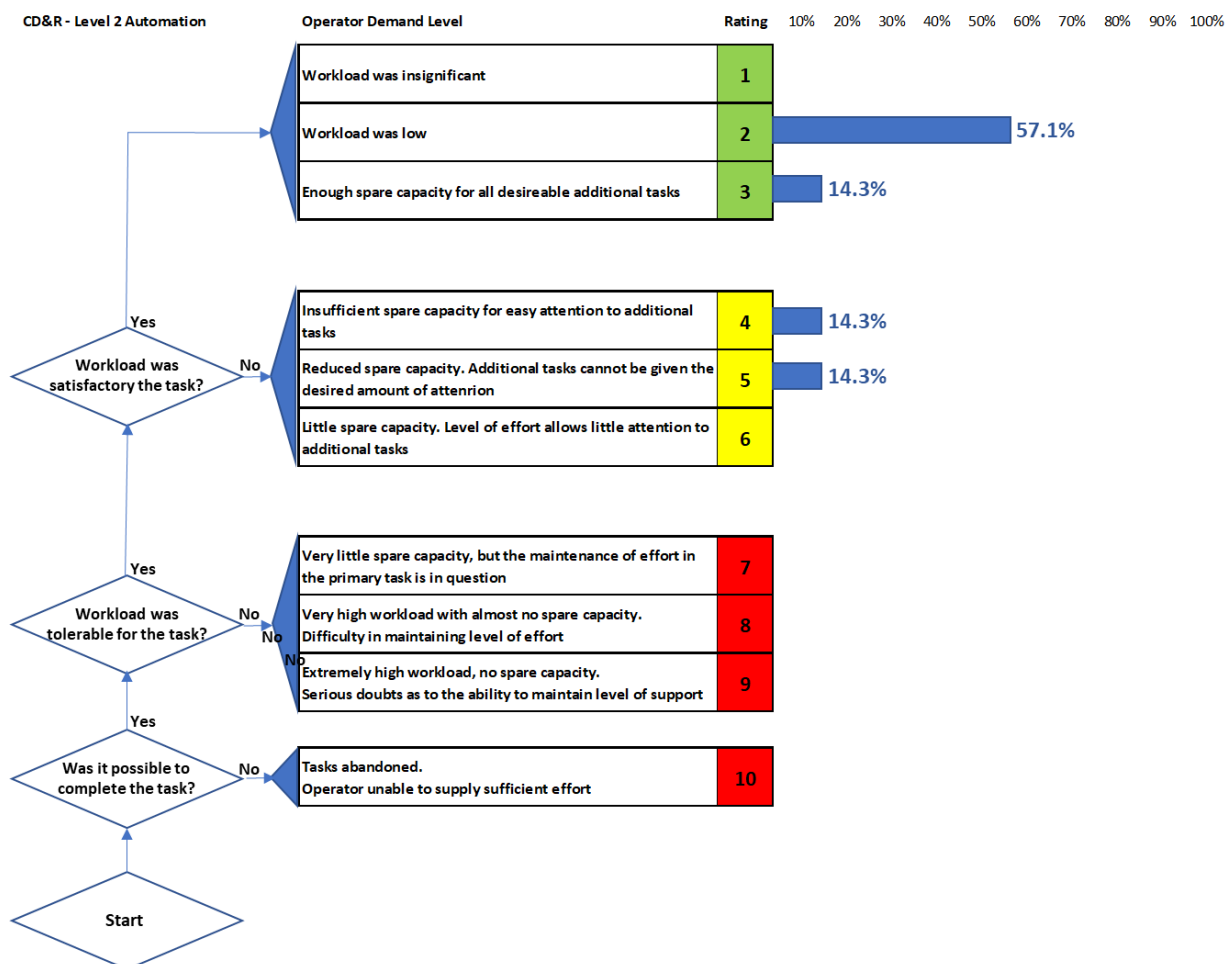 CD&R - Level 2 Automation
Operator Demand Level
Rating
10% 20% 30% 40% 50% 60% 70% 80% 90% 100%
Workload was insignificant
1
Workload was low
2
57.1%
Enough spare capacity for all desireable additional tasks
3
14.3%
Yes
Workload was
satisfactory the task?
No
Insufficient spare capacity for easy attention to additional
tasks
4
14.3%
Reduced spare capacity. Additional tasks cannot be given the
desired amount of attenrion
5
14.3%
Little spare capacity. Level of effort allows little attention to
additional tasks
6
Yes
Workload was
tolerable for the task?
No
No
No
Very little spare capacity, but the maintenance of effort in
the primary task is in question
7
Very high workload with almost no spare capacity.
Difficulty in maintaining level of effort
8
Extremely high workload, no spare capacity.
Serious doubts as to the ability to maintain level of support
9
Yes
Was it possible to
complete the task?
No
Tasks abandoned.
Operator unable to supply sufficient effort
10
Start